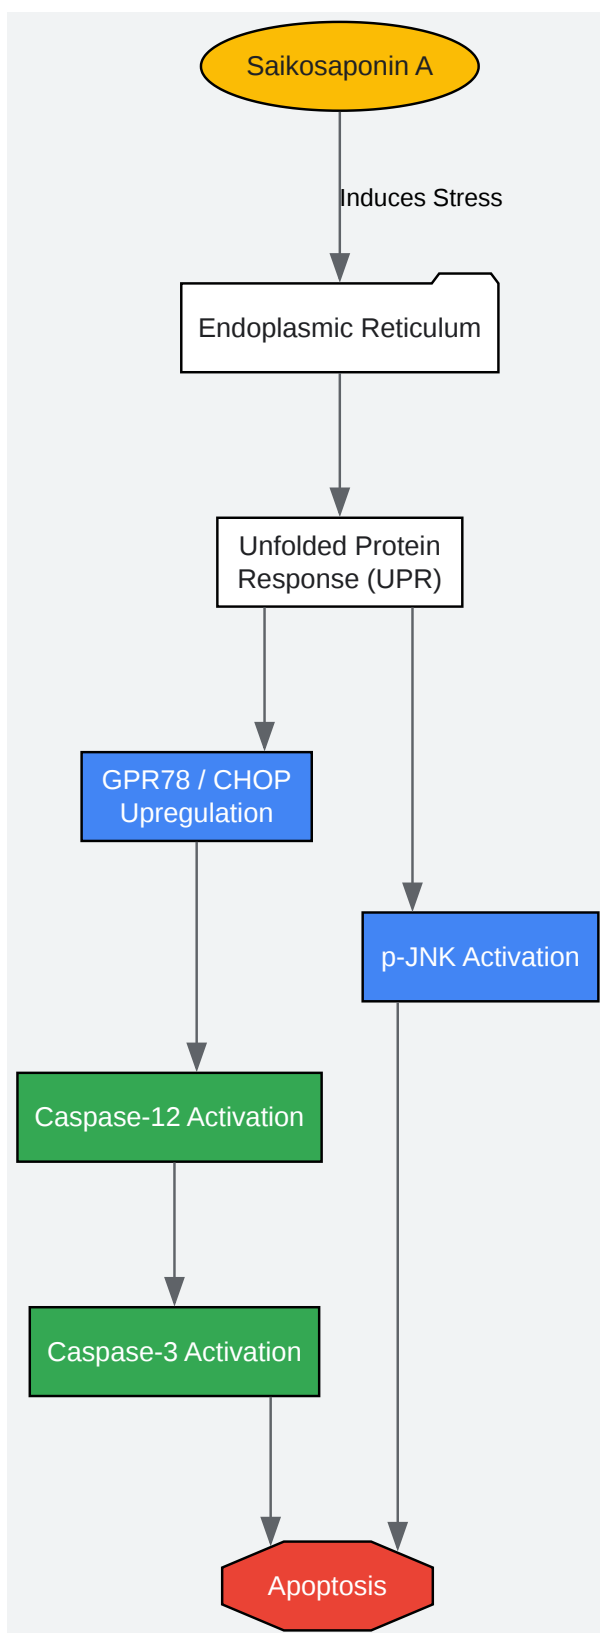 Saikosaponin A
Induces Stress
Endoplasmic Reticulum
Unfolded Protein
Response (UPR)
GPR78 / CHOP
Upregulation
p-JNK Activation
Caspase-12 Activation
Caspase-3 Activation
Apoptosis